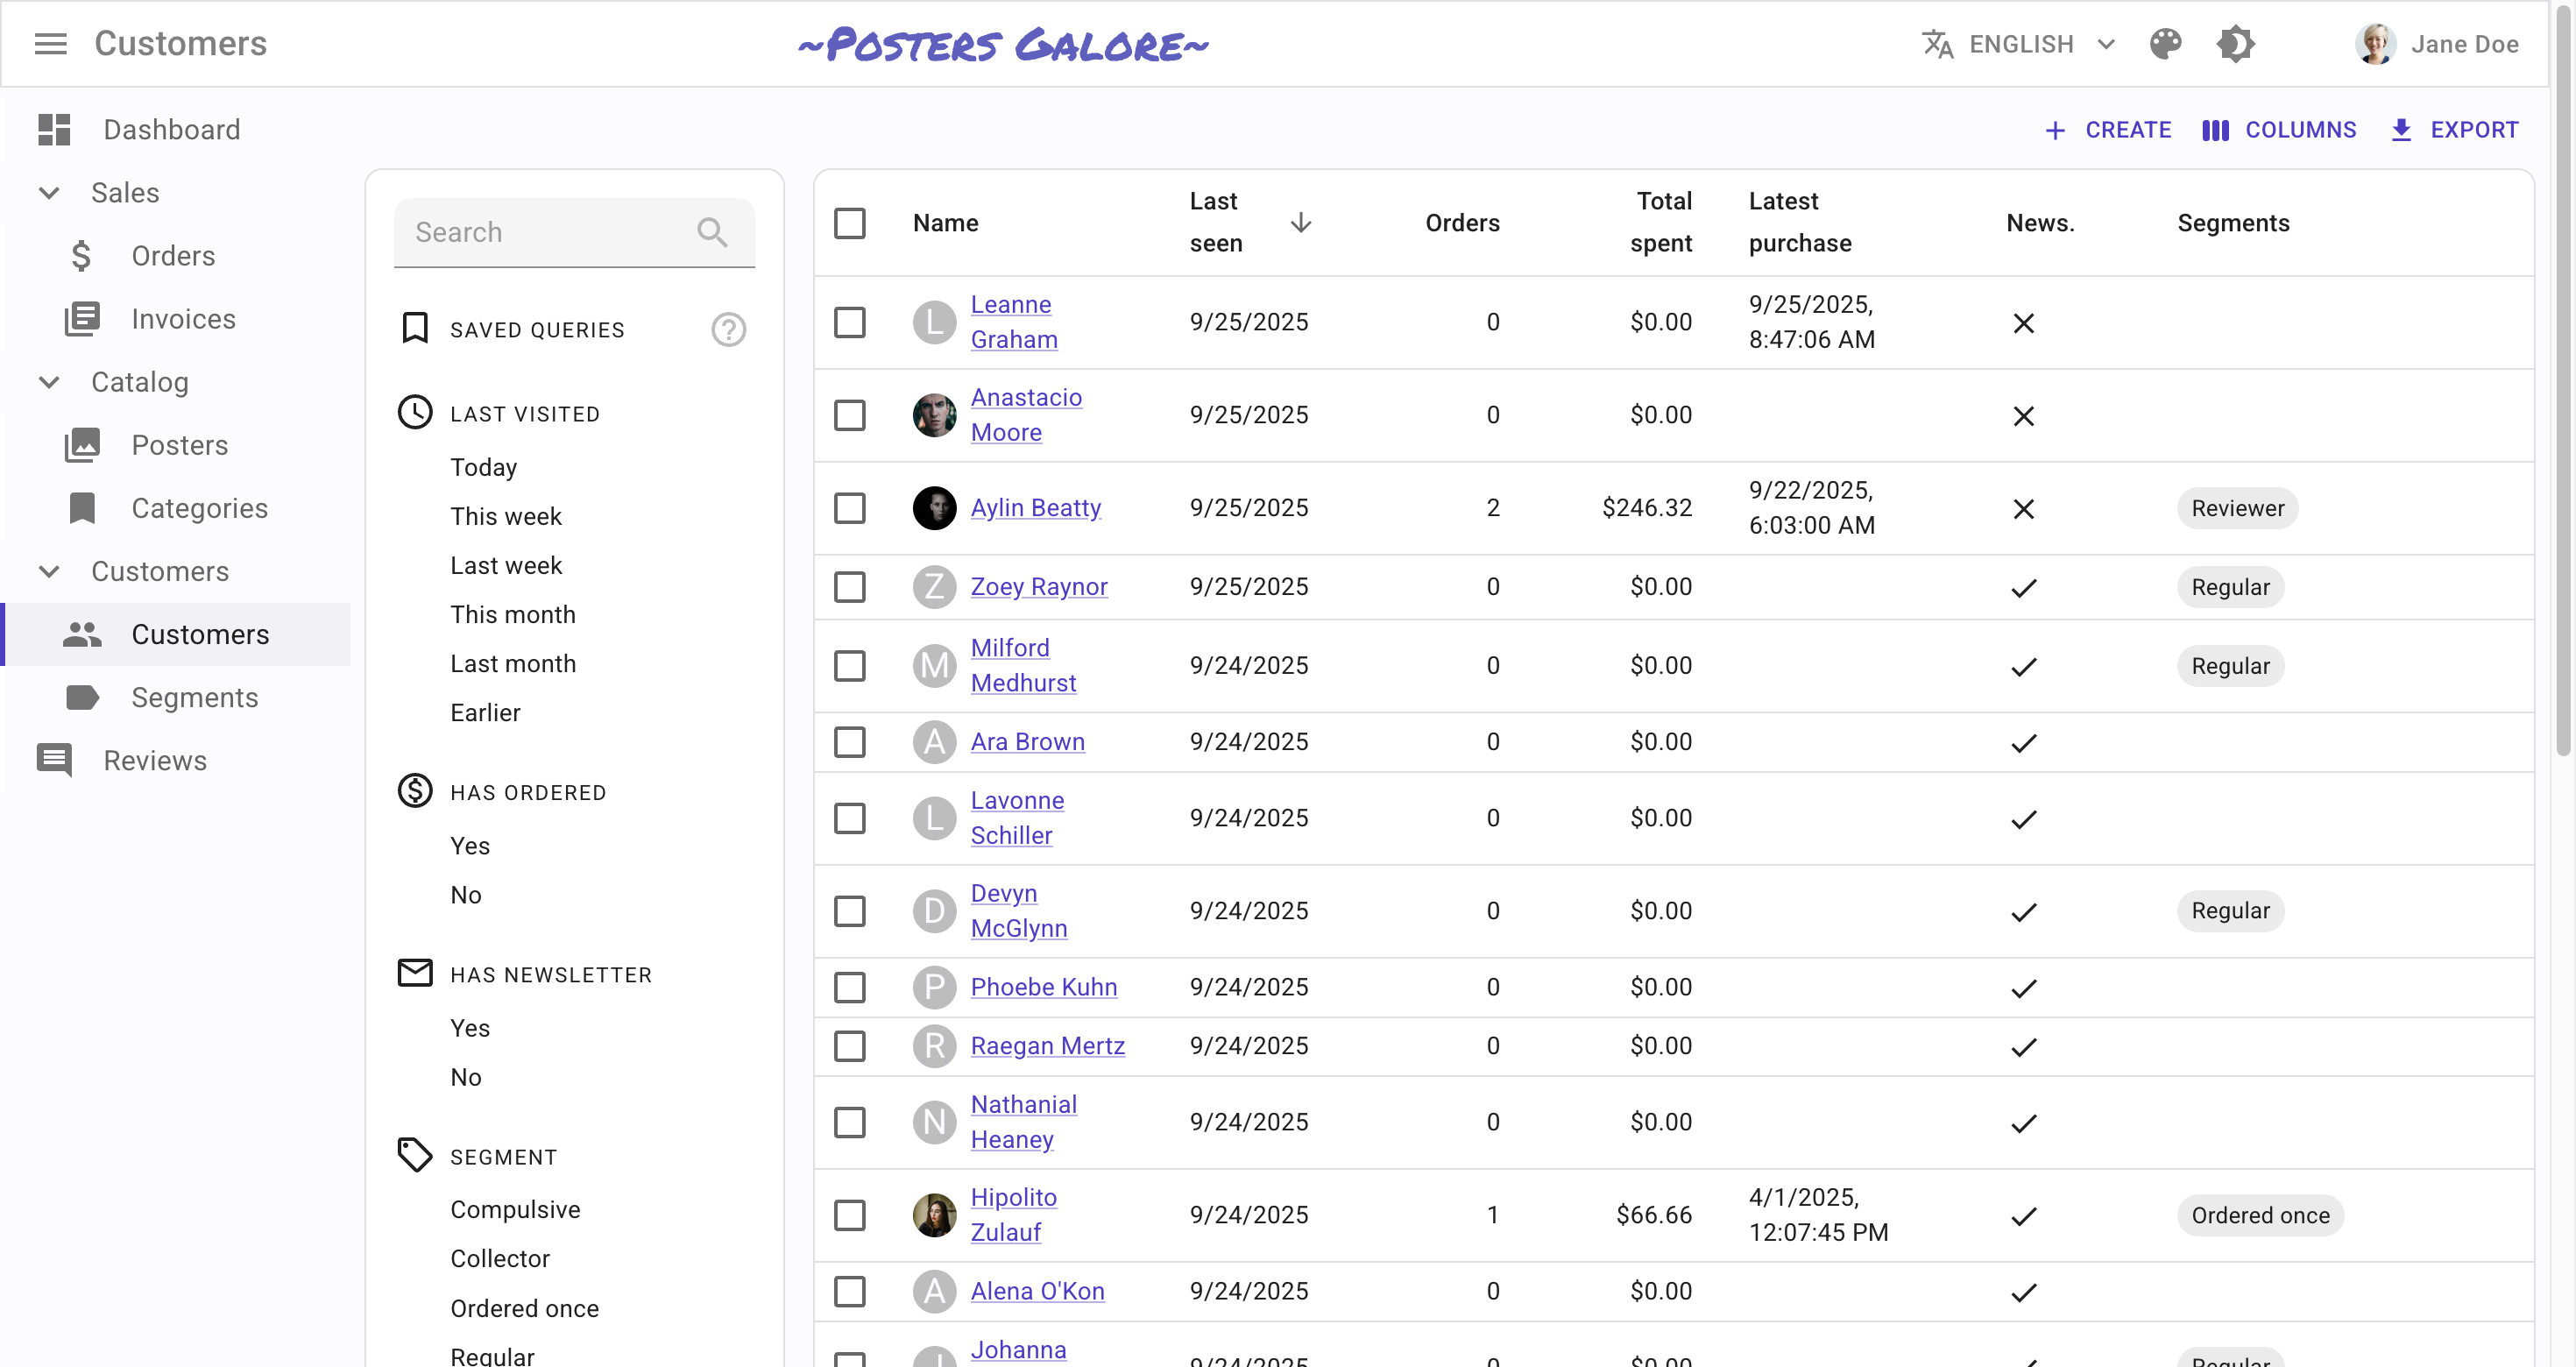 Customers
~Posters Galore~
ENGLISH
Jane Doe
Dashboard
Sales
Orders
Invoices
Catalog
Posters
Categories
Customers
Customers
Segments
Reviews
CREATE
COLUMNS
EXPORT
Search
SAVED QUERIES
?
LAST VISITED
Today
This week
Last week
This month
Last month
Earlier
HAS ORDERED
Yes
No
HAS NEWSLETTER
Yes
No
SEGMENT
Compulsive
Collector
Ordered once
Regular
Name
Last
seen
Orders
Total
spent
Latest
purchase
News.
Segments
L
Leanne
Graham
9/25/2025
0
$0.00
9/25/2025,
8:47:06 AM
Anastacio
Moore
9/25/2025
0
$0.00
Aylin Beatty
9/25/2025
2
$246.32
9/22/2025,
6:03:00 AM
Reviewer
Z
Zoey Raynor
9/25/2025
0
$0.00
Regular
M
Milford
Medhurst
9/24/2025
0
$0.00
Regular
A
Ara Brown
9/24/2025
0
$0.00
L
Lavonne
Schiller
9/24/2025
0
$0.00
D
Devyn
McGlynn
9/24/2025
0
$0.00
Regular
P
Phoebe Kuhn
9/24/2025
0
$0.00
R
Raegan Mertz
9/24/2025
0
$0.00
N
Nathanial
Heaney
9/24/2025
0
$0.00
Hipolito
Zulauf
9/24/2025
1
$66.66
4/1/2025,
12:07:45 PM
Ordered once
A
Alena O'Kon
9/24/2025
0
$0.00
Johanna
9/24/2025
0
$0.00
Regular